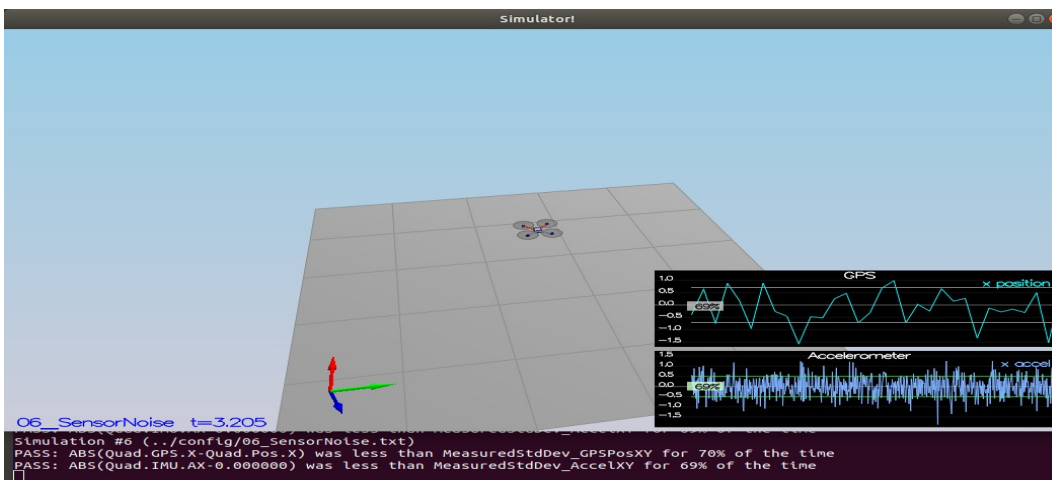 Simulator!
GPS
x position
1.0
0.5
0.0
69%
−0.5
−1.0
−1.5
Accelerometer
x accel
1.5
1.0
0.5
0.0
69%
−0.5
−1.0
−1.5
06_SensorNoise t=3.205
Simulation #6 (../config/06_SensorNoise.txt)
PASS: ABS(Quad.GPS.X-Quad.Pos.X) was less than MeasuredStdDev_GPSPosXY for 70% of the time
PASS: ABS(Quad.IMU.AX-0.000000) was less than MeasuredStdDev_AccelXY for 69% of the time